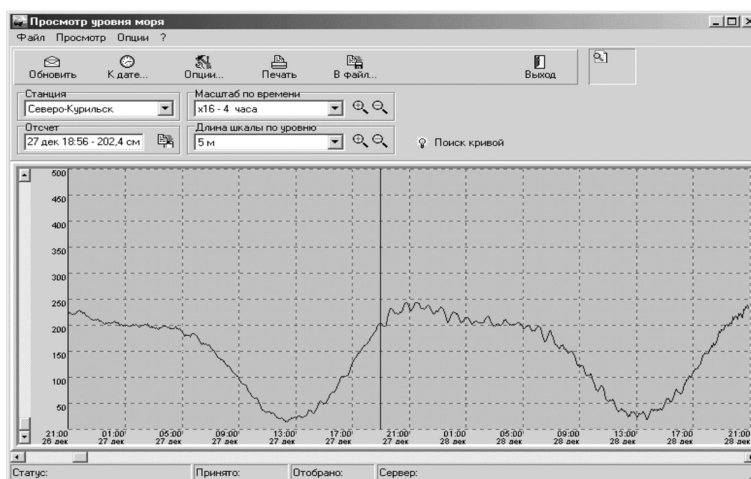 Просмотр уровня моря
Файл Просмотр Опции ?
Обновить К дате... Опции... Печать В файл... Выход
Станция Масштаб по времени
Северо-Курильск x16 - 4 часа
Отсчет Длина шкалы по уровню
27 дек 18:56 - 202,4 см 5 м Поиск кривой
500
450
400
350
300
250
200
150
100
50
21:00 01:00 05:00 09:00 13:00 17:00 21:00 01:00 05:00 09:00 13:00 17:00 21:00
26 дек 27 дек 27 дек 27 дек 27 дек 27 дек 27 дек 28 дек 28 дек 28 дек 28 дек 28 дек 28 дек
Статус: Принято: Отобрано: Сервер: